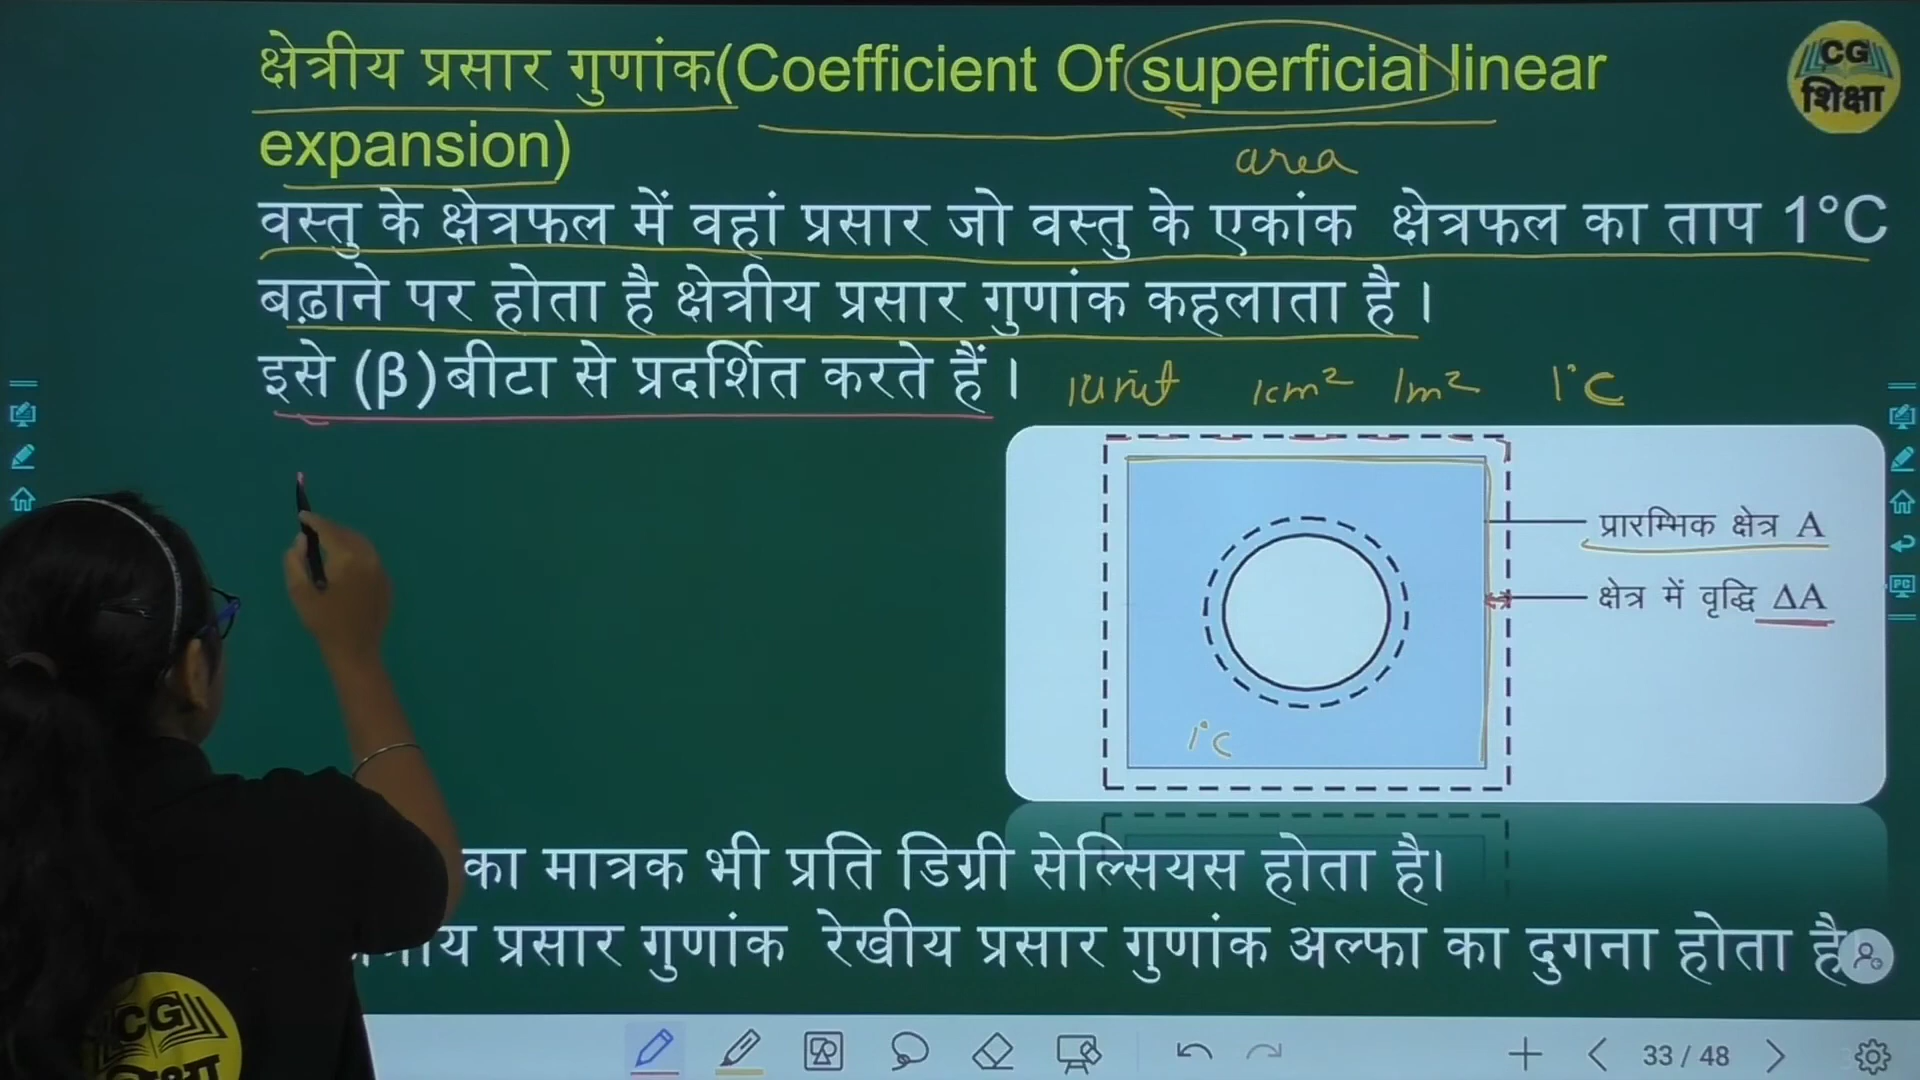 क्षेत्रीय प्रसार गुणांक(Coefficient Of superficial linear
expansion)
area
वस्तु के क्षेत्रफल में वहां प्रसार जो वस्तु के एकांक क्षेत्रफल का ताप 1°C
बढ़ाने पर होता है क्षेत्रीय प्रसार गुणांक कहलाता है ।
इसे (β)बीटा से प्रदर्शित करते हैं ।
1unit 1cm² 1m² 1°C
प्रारम्भिक क्षेत्र A
क्षेत्र में वृद्धि ΔA
1°C
का मात्रक भी प्रति डिग्री सेल्सियस होता है।
प्रसार गुणांक रेखीय प्रसार गुणांक अल्फा का दुगना होता है
CG
शिक्षा
CG
33 / 48
PC